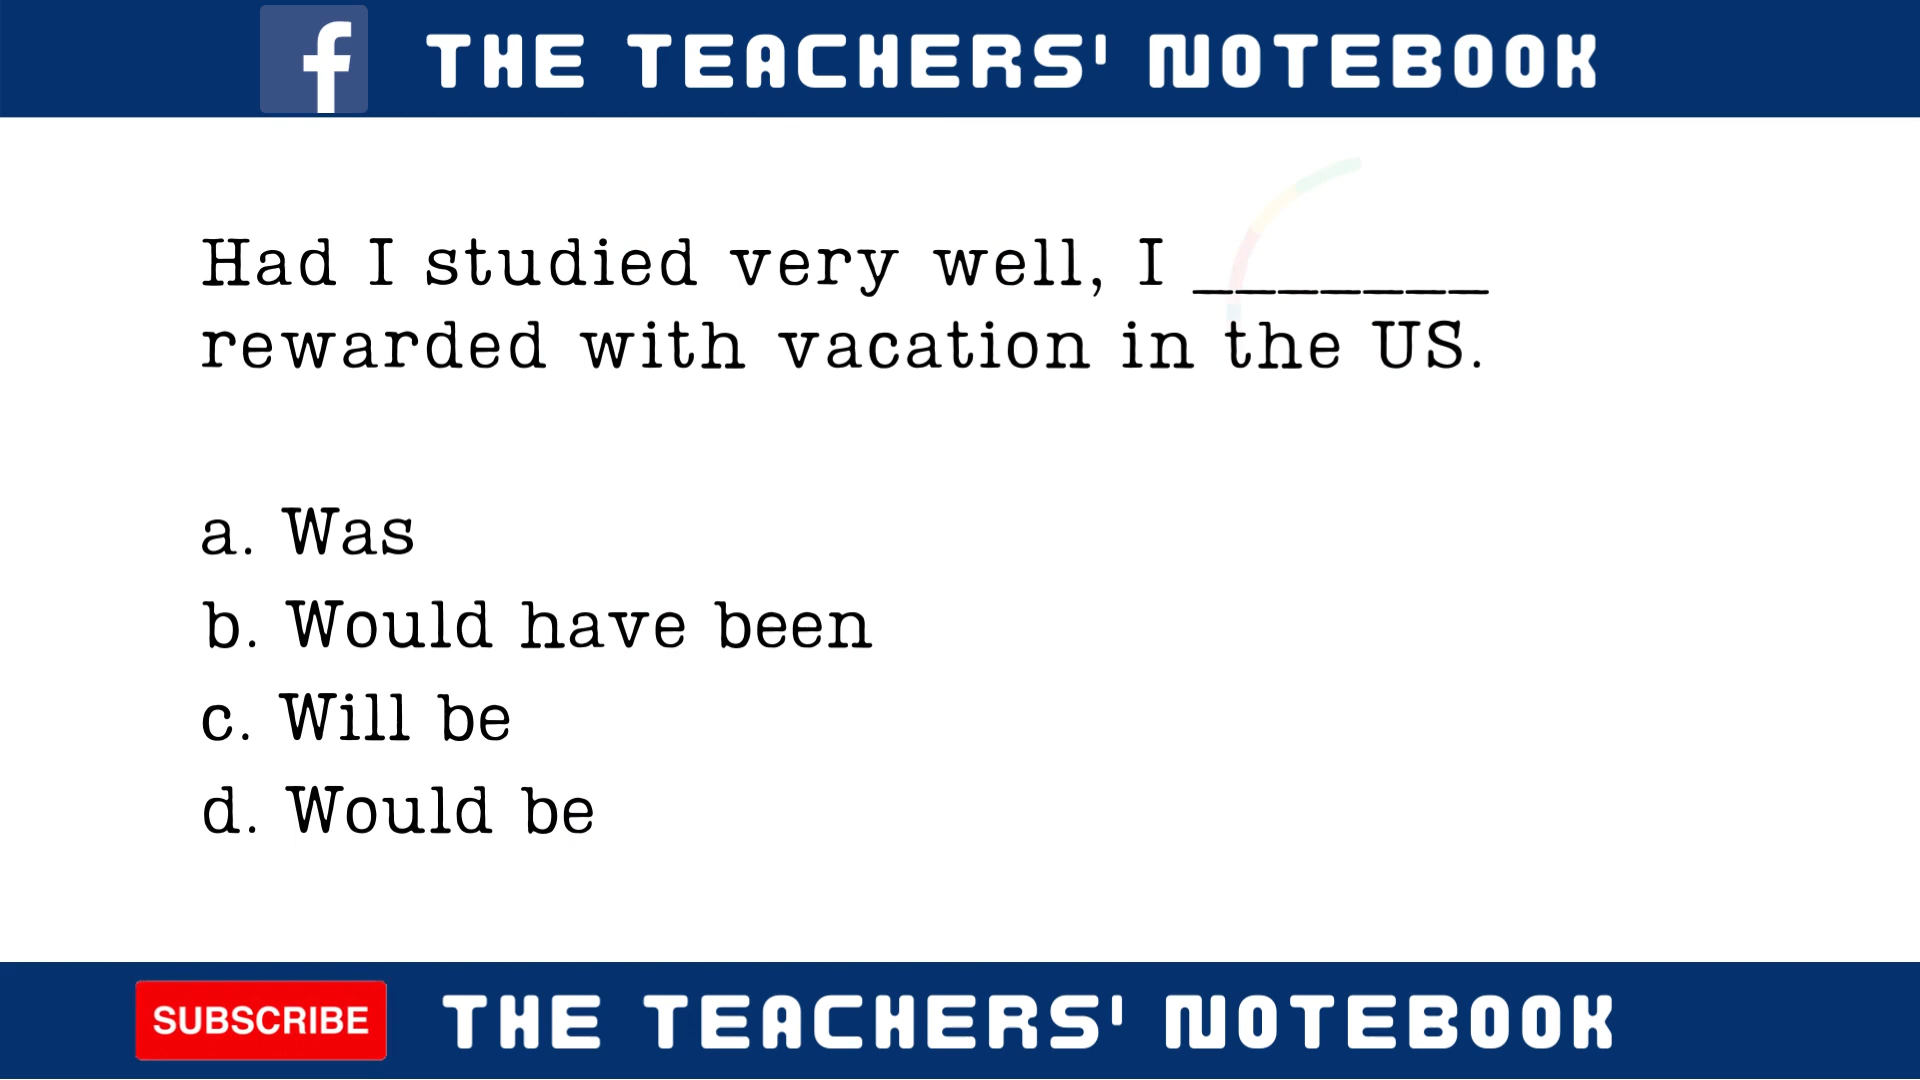 f THE TEACHERS' NOTEBOOK
Had I studied very well, I _______
rewarded with vacation in the US.
a. Was
b. Would have been
c. Will be
d. Would be
SUBSCRIBE THE TEACHERS' NOTEBOOK